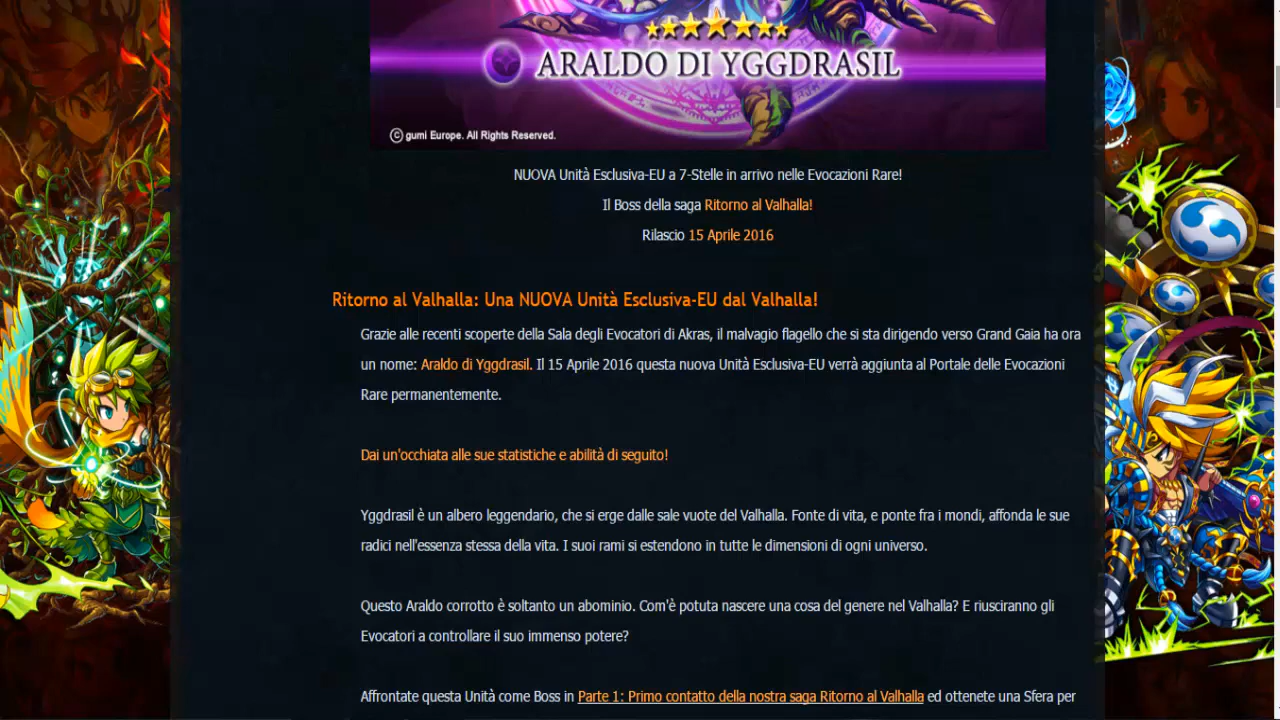 ARALDO DI YGGDRASIL
© gumi Europe. All Rights Reserved.
NUOVA Unità Esclusiva-EU a 7-Stelle in arrivo nelle Evocazioni Rare!
Il Boss della saga Ritorno al Valhalla!
Rilascio 15 Aprile 2016
Ritorno al Valhalla: Una NUOVA Unità Esclusiva-EU dal Valhalla!
Grazie alle recenti scoperte della Sala degli Evocatori di Akras, il malvagio flagello che si sta dirigendo verso Grand Gaia ha ora
un nome: Araldo di Yggdrasil. Il 15 Aprile 2016 questa nuova Unità Esclusiva-EU verrà aggiunta al Portale delle Evocazioni
Rare permanentemente.
Dai un'occhiata alle sue statistiche e abilità di seguito!
Yggdrasil è un albero leggendario, che si erge dalle sale vuote del Valhalla. Fonte di vita, e ponte fra i mondi, affonda le sue
radici nell'essenza stessa della vita. I suoi rami si estendono in tutte le dimensioni di ogni universo.
Questo Araldo corrotto è soltanto un abominio. Com'è potuta nascere una cosa del genere nel Valhalla? E riusciranno gli
Evocatori a controllare il suo immenso potere?
Affrontate questa Unità come Boss in Parte 1: Primo contatto della nostra saga Ritorno al Valhalla ed ottenete una Sfera per